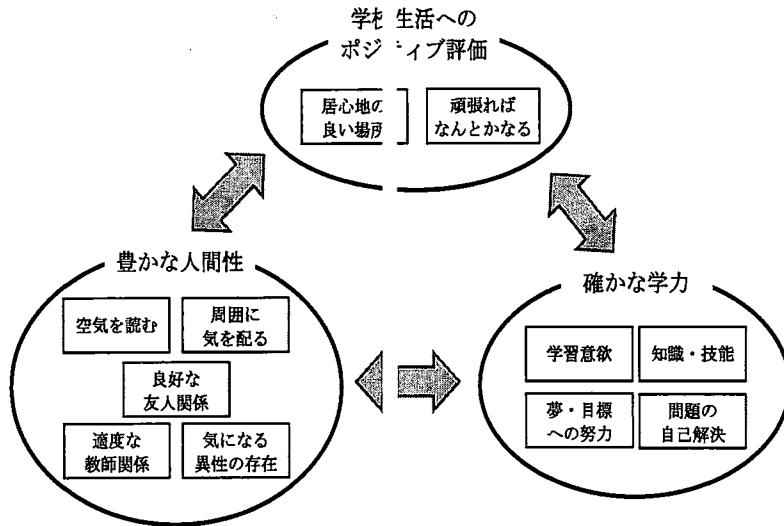 学校生活への
ポジティブ評価
居心地の
良い場所
頑張れば
なんとかなる
豊かな人間性
空気を読む
周囲に
気を配る
良好な
友人関係
適度な
教師関係
気になる
異性の存在
確かな学力
学習意欲
知識・技能
夢・目標
への努力
問題の
自己解決